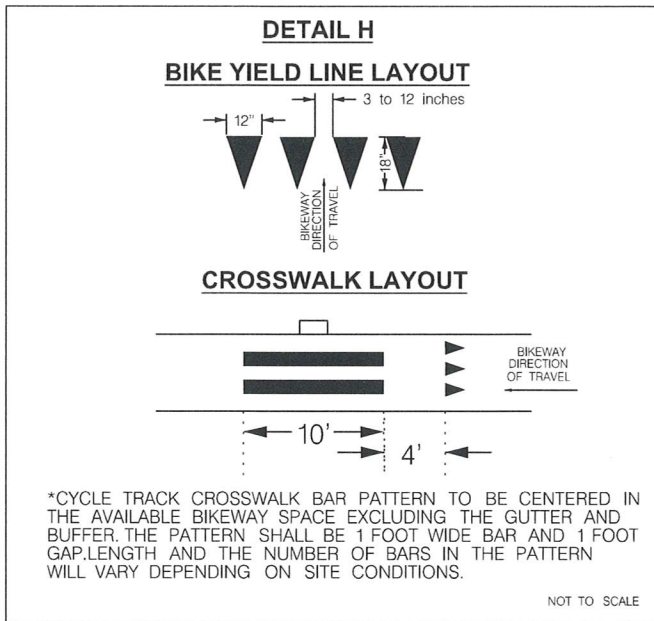 DETAIL H
BIKE YIELD LINE LAYOUT
3 to 12 inches
12"
18"
BIKEWAY
DIRECTION
OF TRAVEL
CROSSWALK LAYOUT
BIKEWAY
DIRECTION
OF TRAVEL
10'
4'
*CYCLE TRACK CROSSWALK BAR PATTERN TO BE CENTERED IN
THE AVAILABLE BIKEWAY SPACE EXCLUDING THE GUTTER AND
BUFFER. THE PATTERN SHALL BE 1 FOOT WIDE BAR AND 1 FOOT
GAP.LENGTH AND THE NUMBER OF BARS IN THE PATTERN
WILL VARY DEPENDING ON SITE CONDITIONS.
NOT TO SCALE